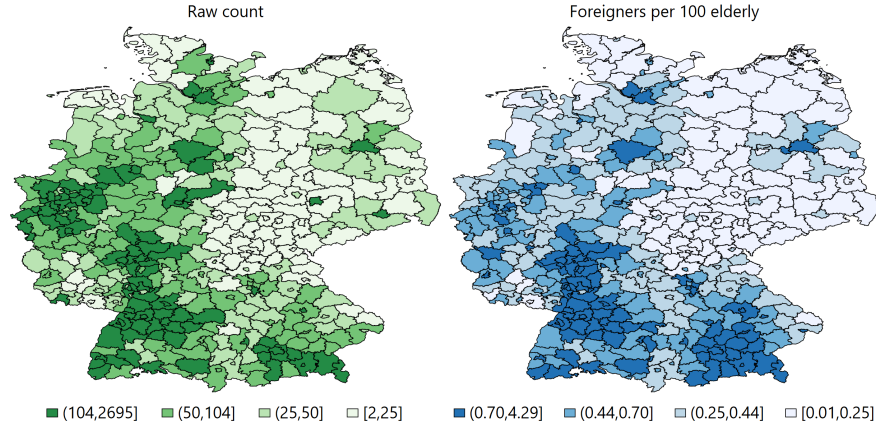 Raw count
Foreigners per 100 elderly
(104,2695] (50,104] (25,50] [2,25]
(0.70,4.29] (0.44,0.70] (0.25,0.44] [0.01,0.25]